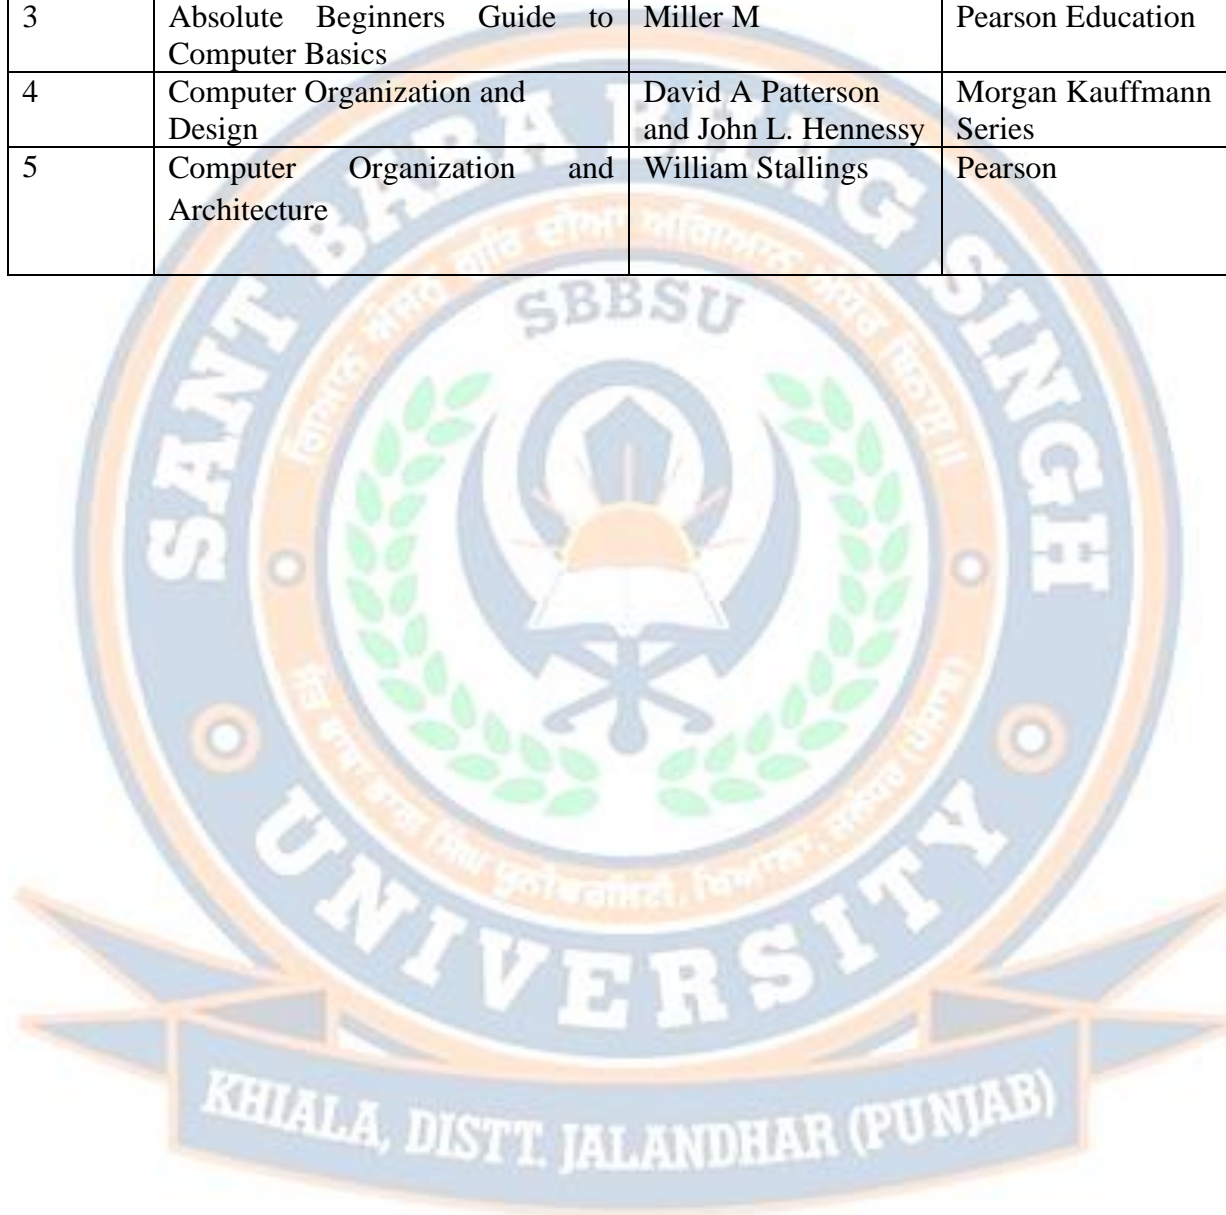 3 Absolute Beginners Guide to Miller M Pearson Education
Computer Basics
4 Computer Organization and David A Patterson Morgan Kauffmann
Design and John L. Hennessy Series
5 Computer Organization and William Stallings Pearson
Architecture
SANT BABA BHAG SINGH
SBBSU
UNIVERSITY
KHIALA, DISTT. JALANDHAR (PUNJAB)